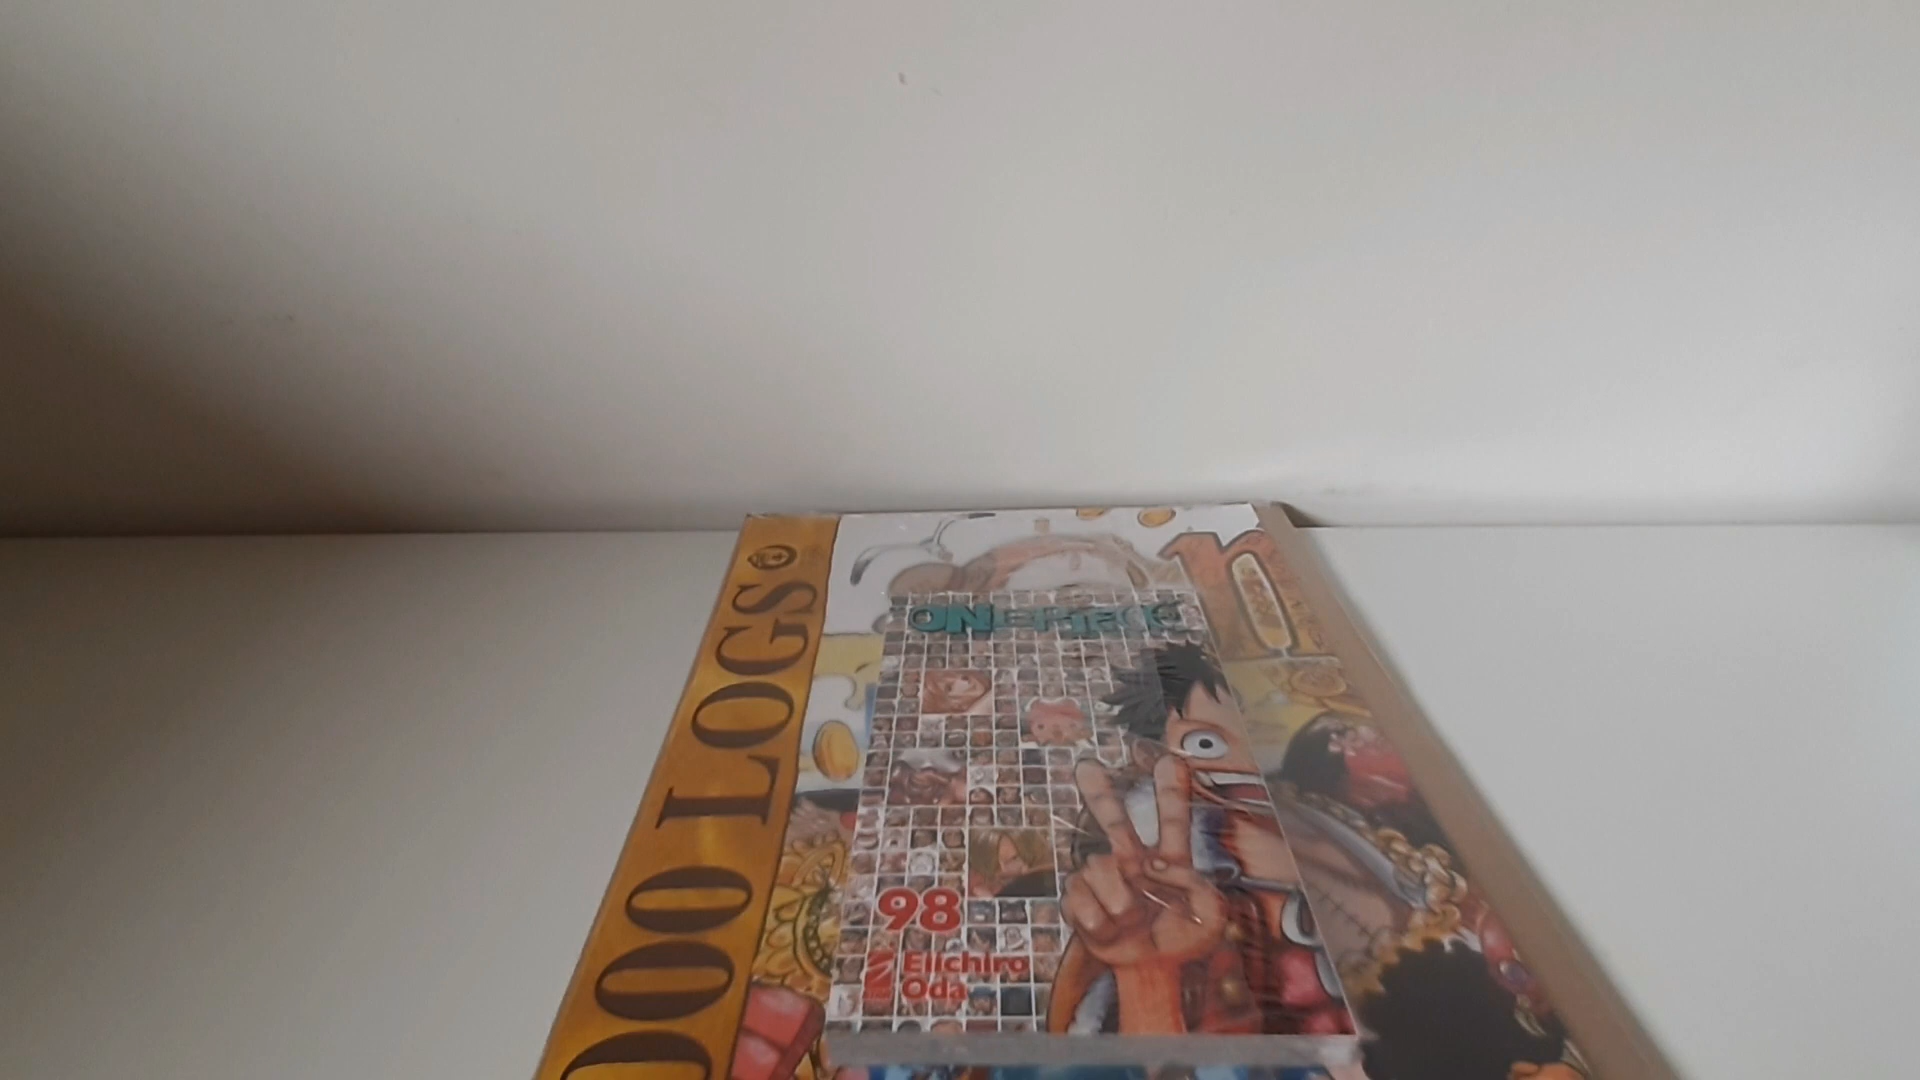 000 LOGS
ONE PIECE
98
Eiichiro
Oda